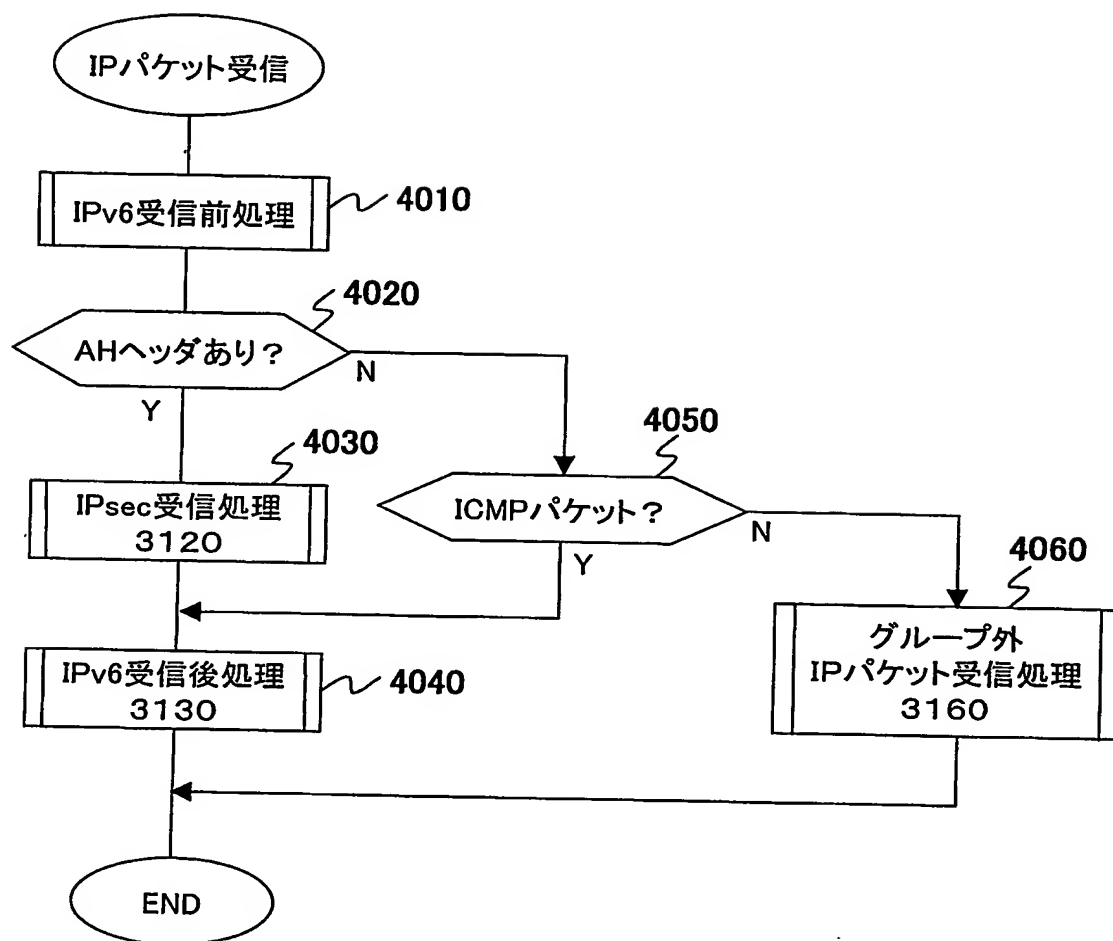 IPパケット受信
IPv6受信前処理
4010
4020
AHヘッダあり？
N
Y
4030
IPsec受信処理
3120
4050
ICMPパケット？
N
Y
4060
グループ外
IPパケット受信処理
3160
IPv6受信後処理
3130
4040
END